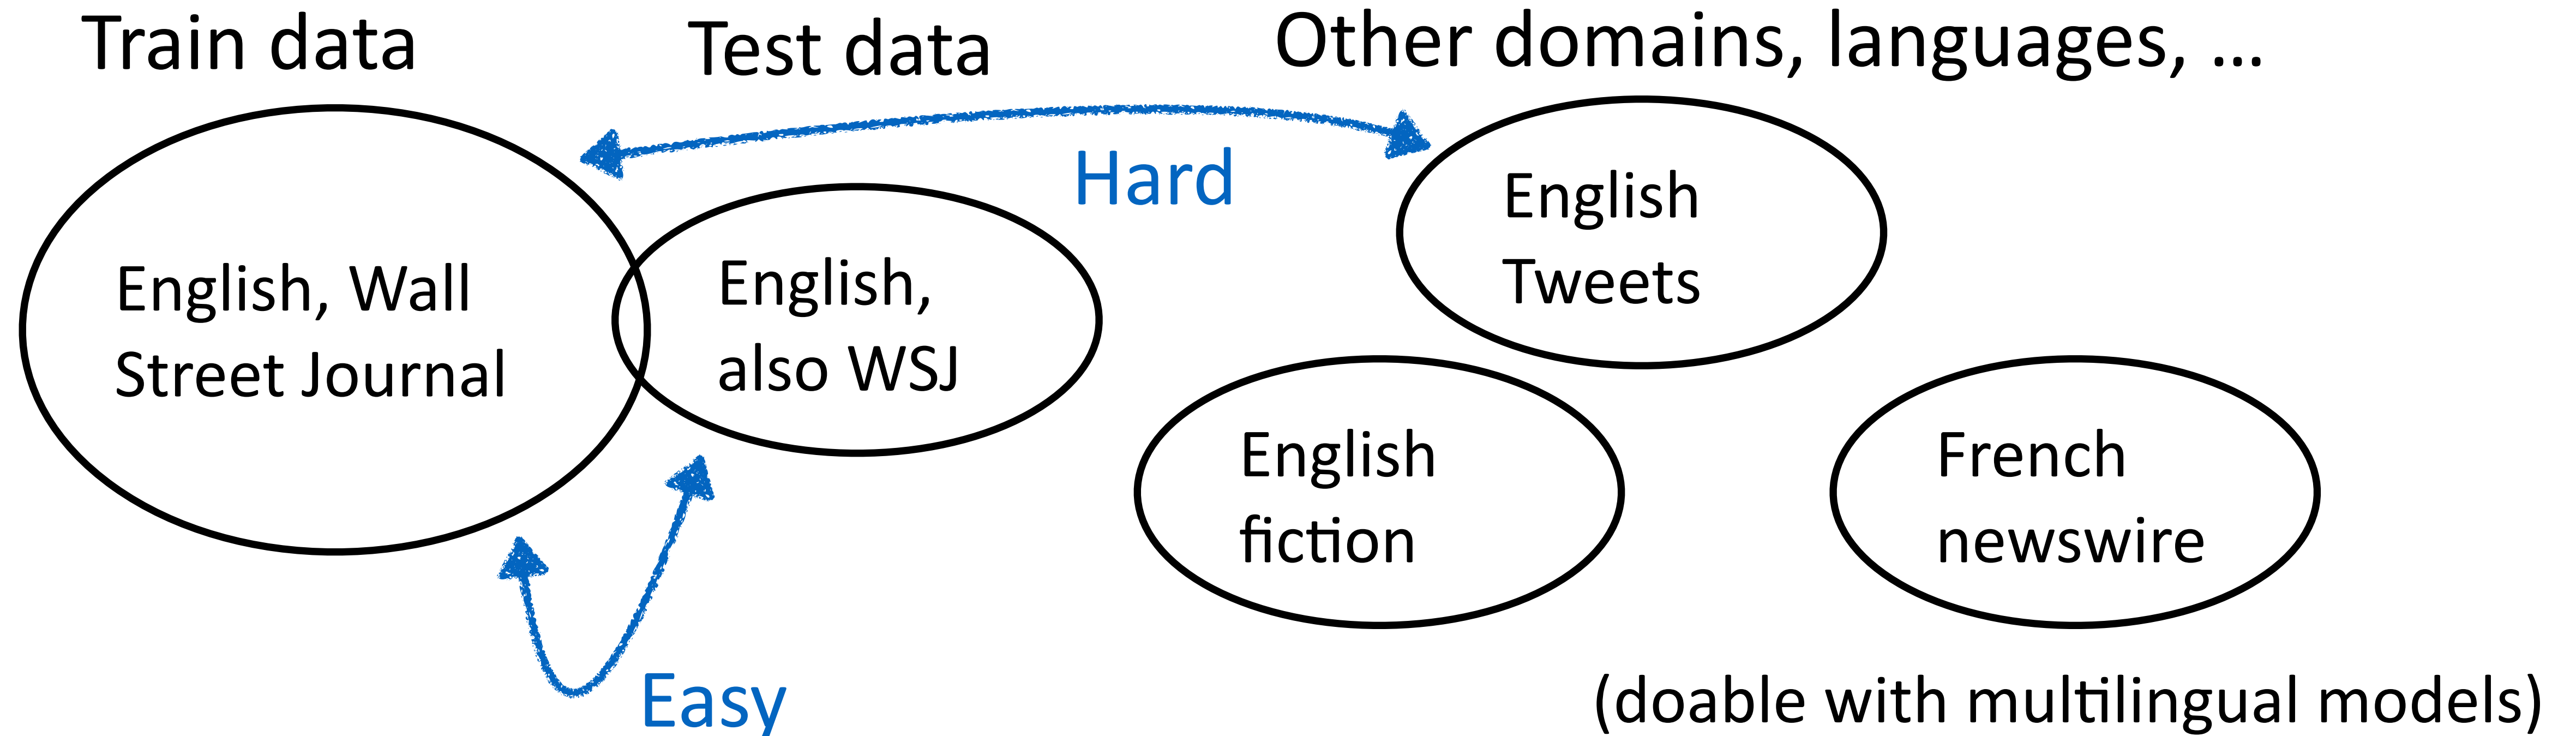 Train data
Test data
Other domains, languages, ...
Hard
English, Wall
Street Journal
English,
also WSJ
English
Tweets
English
fiction
French
newswire
Easy
(doable with multilingual models)